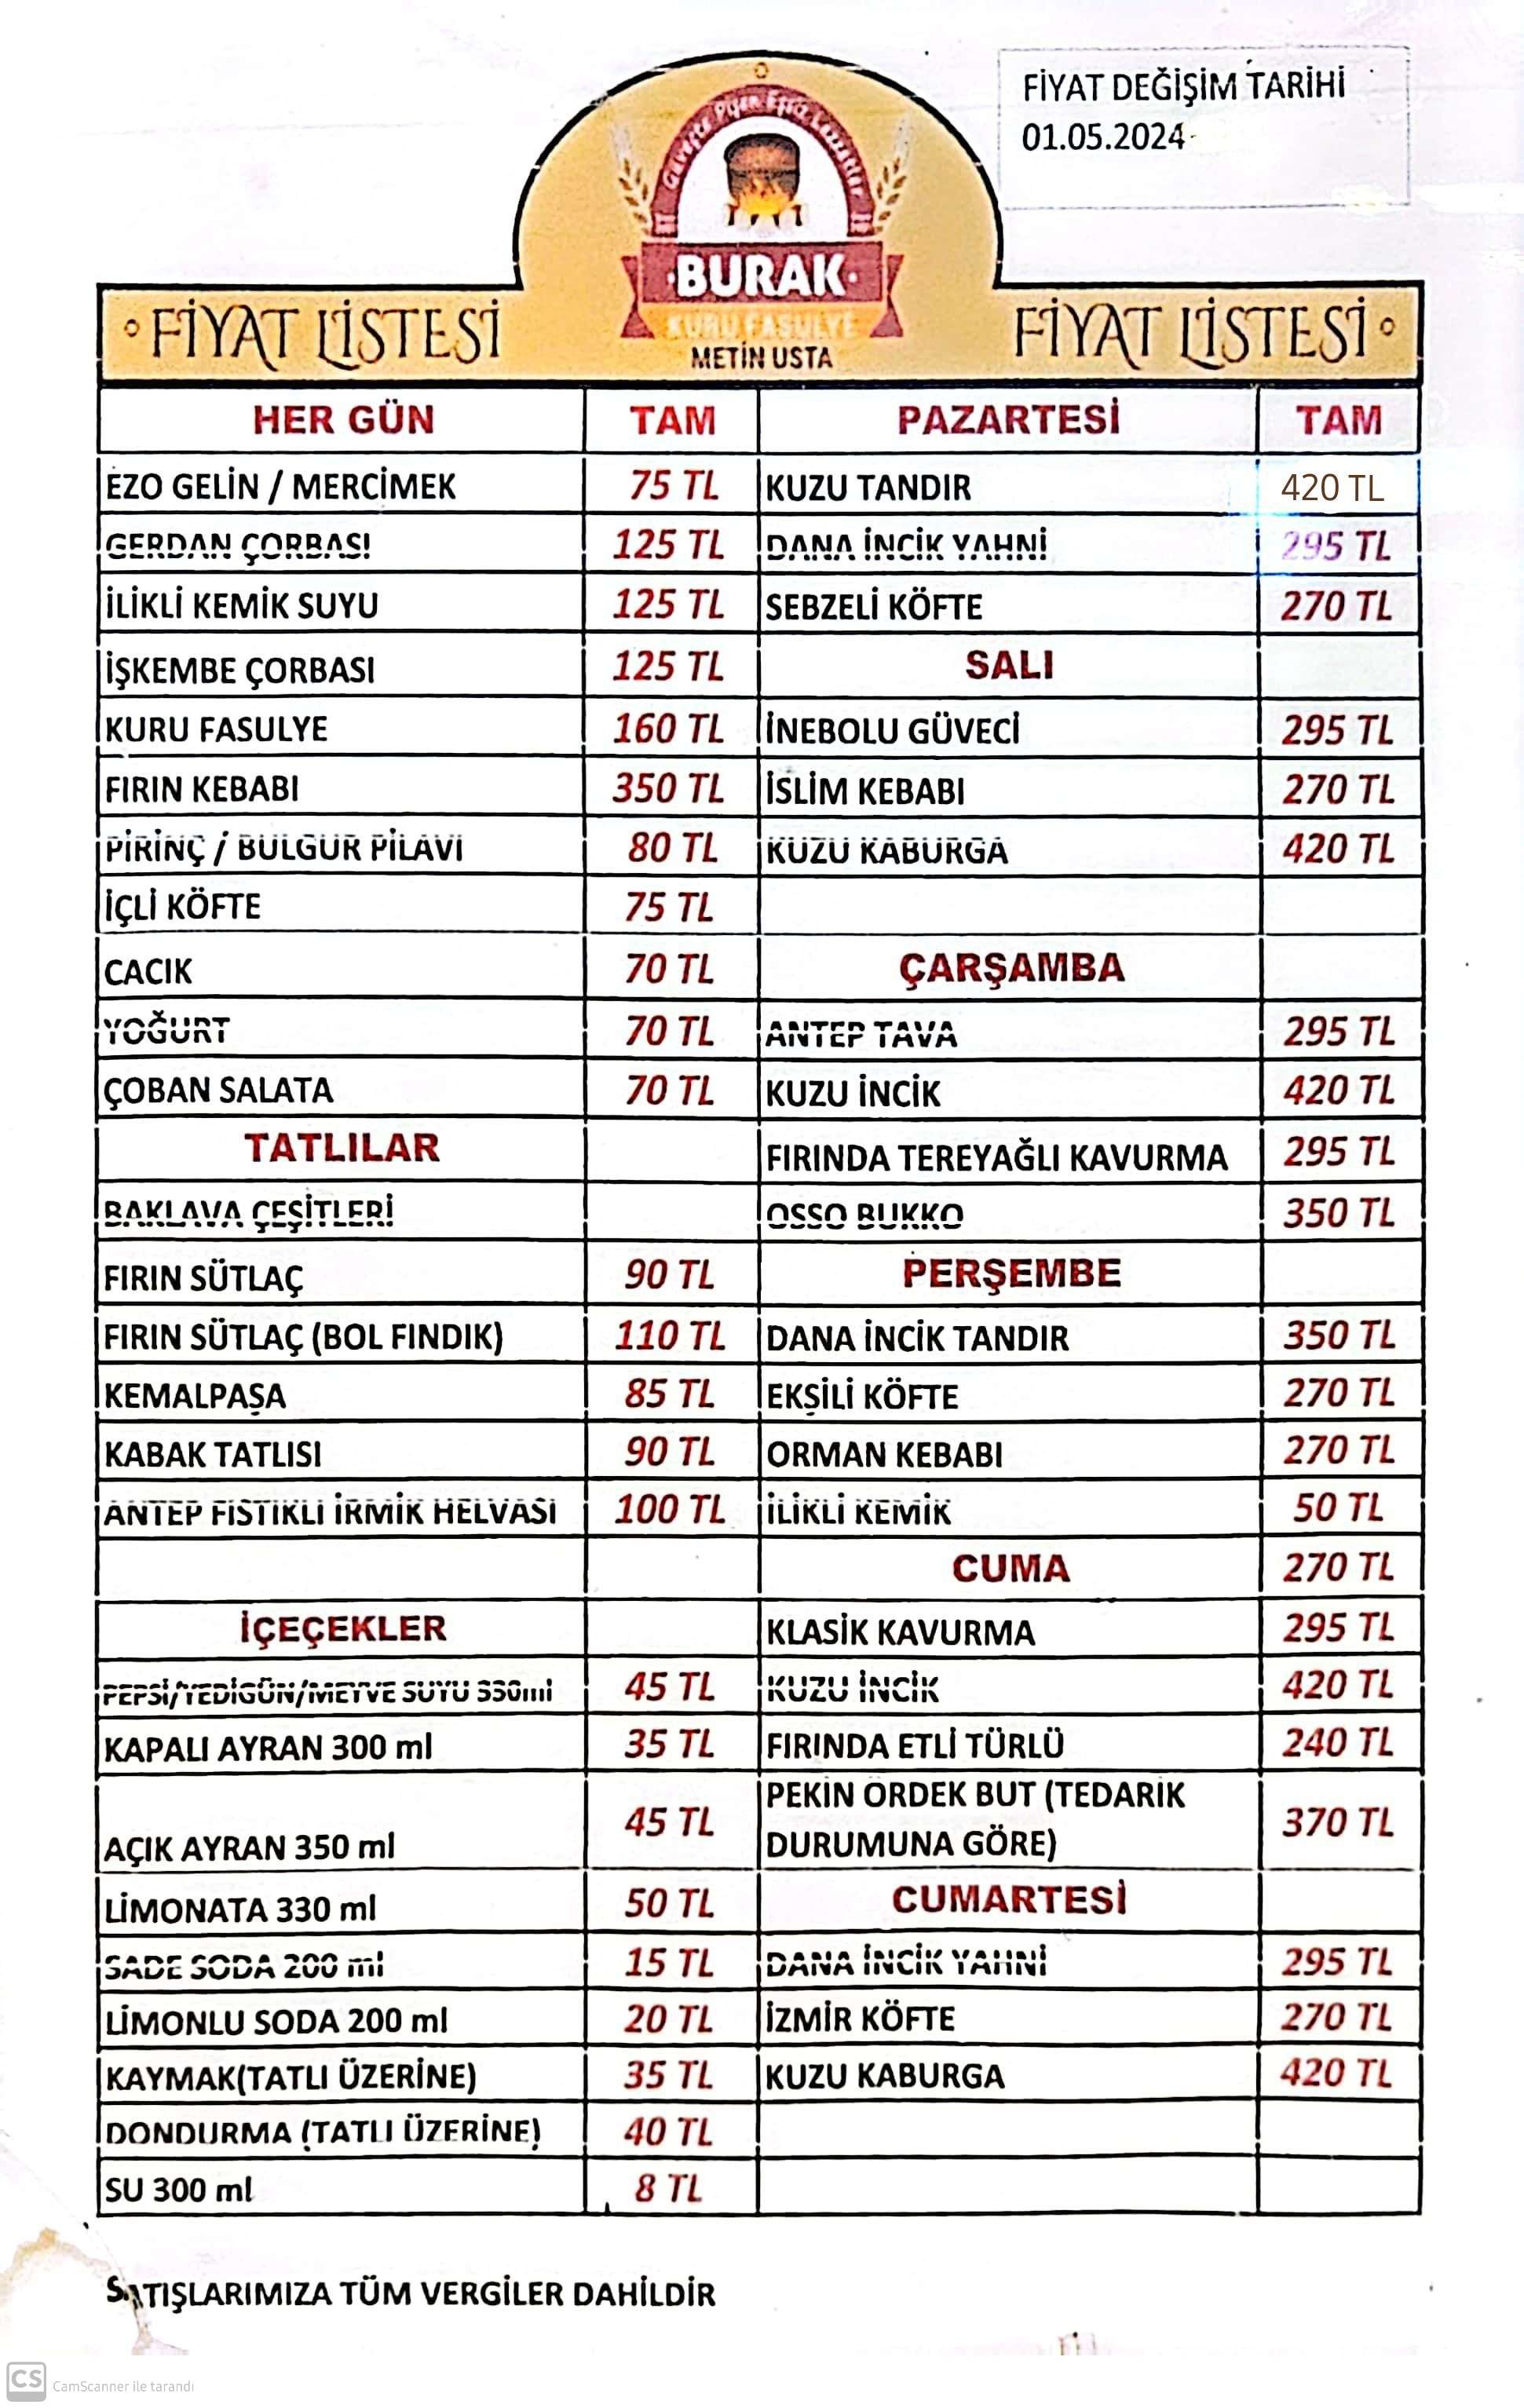 FİYAT DEĞİŞİM TARİHİ
01.05.2024
Güveçte Pişen Eşsiz Lezzetler
BURAK
KURU FASULYE
METİN USTA
FİYAT LİSTESİ
FİYAT LİSTESİ
HER GÜN TAM PAZARTESİ TAM
EZO GELİN / MERCİMEK 75 TL KUZU TANDIR 420 TL
GERDAN ÇORBASI 125 TL DANA İNCİK YAHNİ 295 TL
İLİKLİ KEMİK SUYU 125 TL SEBZELİ KÖFTE 270 TL
İŞKEMBE ÇORBASI 125 TL SALI
KURU FASULYE 160 TL İNEBOLU GÜVECİ 295 TL
FIRIN KEBABI 350 TL İSLİM KEBABI 270 TL
PİRİNÇ / BULGUR PİLAVI 80 TL KUZU KABURGA 420 TL
İÇLİ KÖFTE 75 TL
CACIK 70 TL ÇARŞAMBA
YOĞURT 70 TL ANTEP TAVA 295 TL
ÇOBAN SALATA 70 TL KUZU İNCİK 420 TL
TATLILAR FIRINDA TEREYAĞLI KAVURMA 295 TL
BAKLAVA ÇEŞİTLERİ OSSO BUKKO 350 TL
FIRIN SÜTLAÇ 90 TL PERŞEMBE
FIRIN SÜTLAÇ (BOL FINDIK) 110 TL DANA İNCİK TANDIR 350 TL
KEMALPAŞA 85 TL EKŞİLİ KÖFTE 270 TL
KABAK TATLISI 90 TL ORMAN KEBABI 270 TL
ANTEP FISTIKLI İRMİK HELVASI 100 TL İLİKLİ KEMİK 50 TL
CUMA 270 TL
İÇEÇEKLER KLASİK KAVURMA 295 TL
PEPSİ/YEDİGÜN/MEYVE SUYU 330ml 45 TL KUZU İNCİK 420 TL
KAPALI AYRAN 300 ml 35 TL FIRINDA ETLİ TÜRLÜ 240 TL
AÇIK AYRAN 350 ml 45 TL PEKİN ÖRDEK BUT (TEDARİK
DURUMUNA GÖRE) 370 TL
LİMONATA 330 ml 50 TL CUMARTESİ
SADE SODA 200 ml 15 TL DANA İNCİK YAHNİ 295 TL
LİMONLU SODA 200 ml 20 TL İZMİR KÖFTE 270 TL
KAYMAK(TATLI ÜZERİNE) 35 TL KUZU KABURGA 420 TL
DONDURMA (TATLI ÜZERİNE) 40 TL
SU 300 ml 8 TL
SATIŞLARIMIZA TÜM VERGİLER DAHİLDİR
CS CamScanner ile tarandı